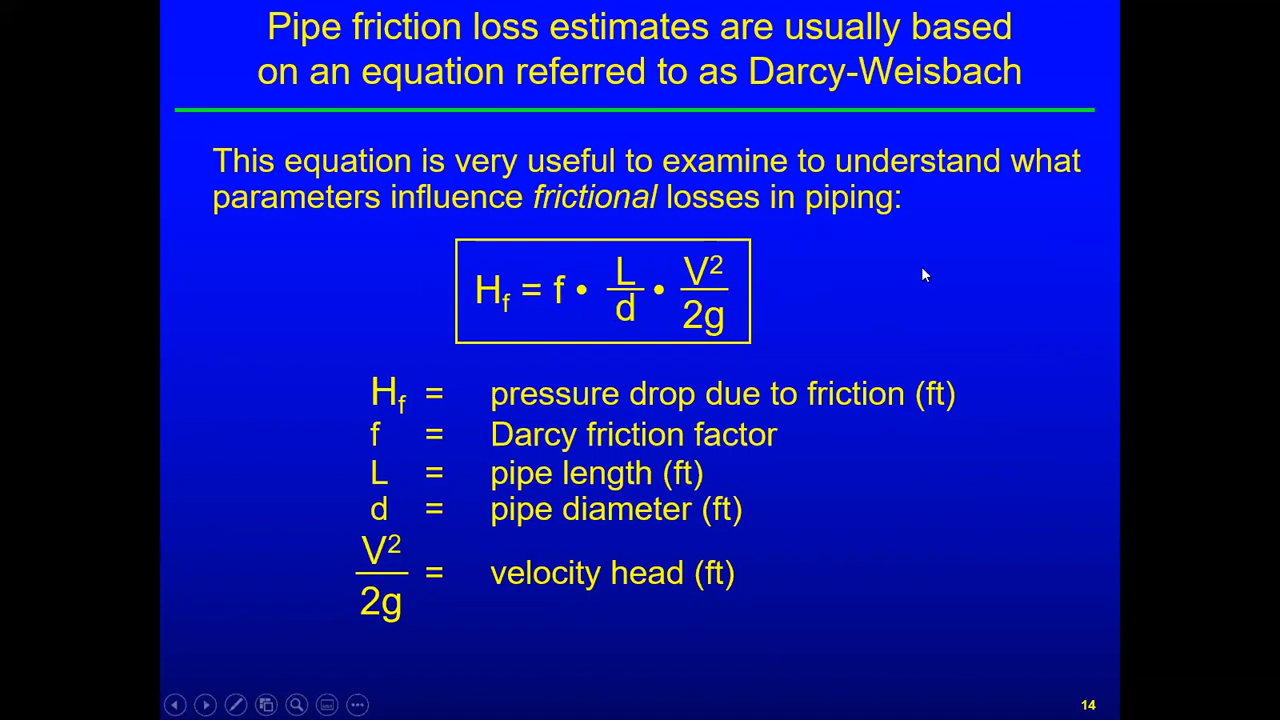 Pipe friction loss estimates are usually based
on an equation referred to as Darcy-Weisbach
This equation is very useful to examine to understand what
parameters influence frictional losses in piping:
H_f = f • L/d • V²/2g
H_f = pressure drop due to friction (ft)
f = Darcy friction factor
L = pipe length (ft)
d = pipe diameter (ft)
V²/2g = velocity head (ft)
14